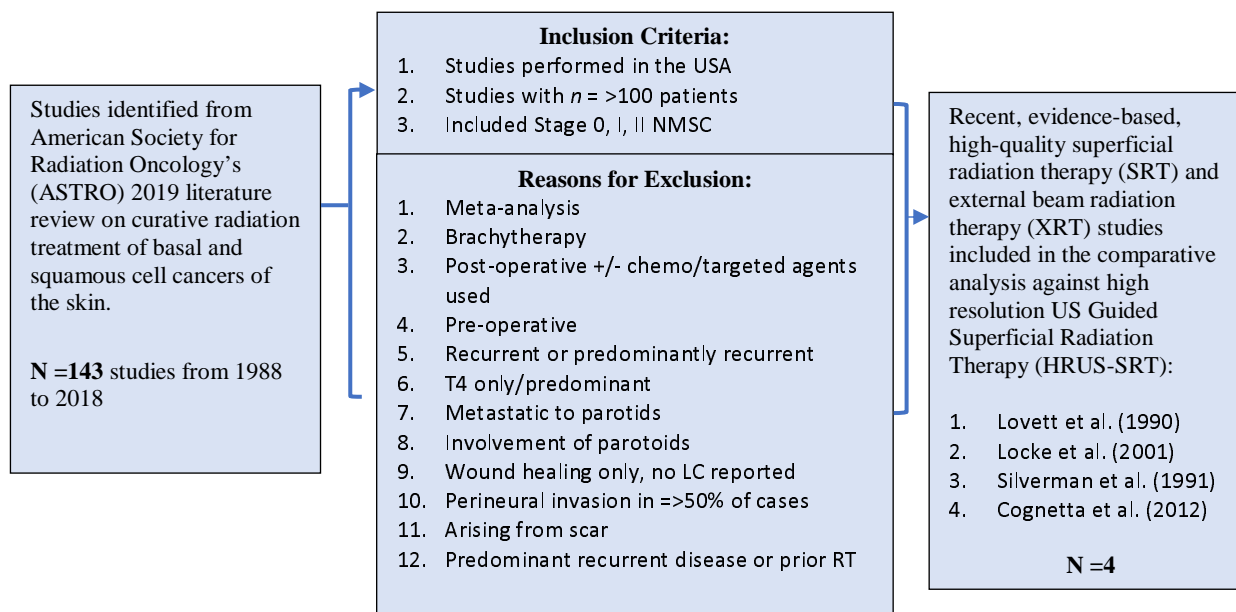 Studies identified from
American Society for
Radiation Oncology's
(ASTRO) 2019 literature
review on curative radiation
treatment of basal and
squamous cell cancers of
the skin.
N =143 studies from 1988
to 2018
Inclusion Criteria:
1. Studies performed in the USA
2. Studies with n = >100 patients
3. Included Stage 0, I, II NMSC
Reasons for Exclusion:
1. Meta-analysis
2. Brachytherapy
3. Post-operative +/- chemo/targeted agents
used
4. Pre-operative
5. Recurrent or predominantly recurrent
6. T4 only/predominant
7. Metastatic to parotids
8. Involvement of parotoids
9. Wound healing only, no LC reported
10. Perineural invasion in =>50% of cases
11. Arising from scar
12. Predominant recurrent disease or prior RT
Recent, evidence-based,
high-quality superficial
radiation therapy (SRT) and
external beam radiation
therapy (XRT) studies
included in the comparative
analysis against high
resolution US Guided
Superficial Radiation
Therapy (HRUS-SRT):
1. Lovett et al. (1990)
2. Locke et al. (2001)
3. Silverman et al. (1991)
4. Cognetta et al. (2012)
N =4